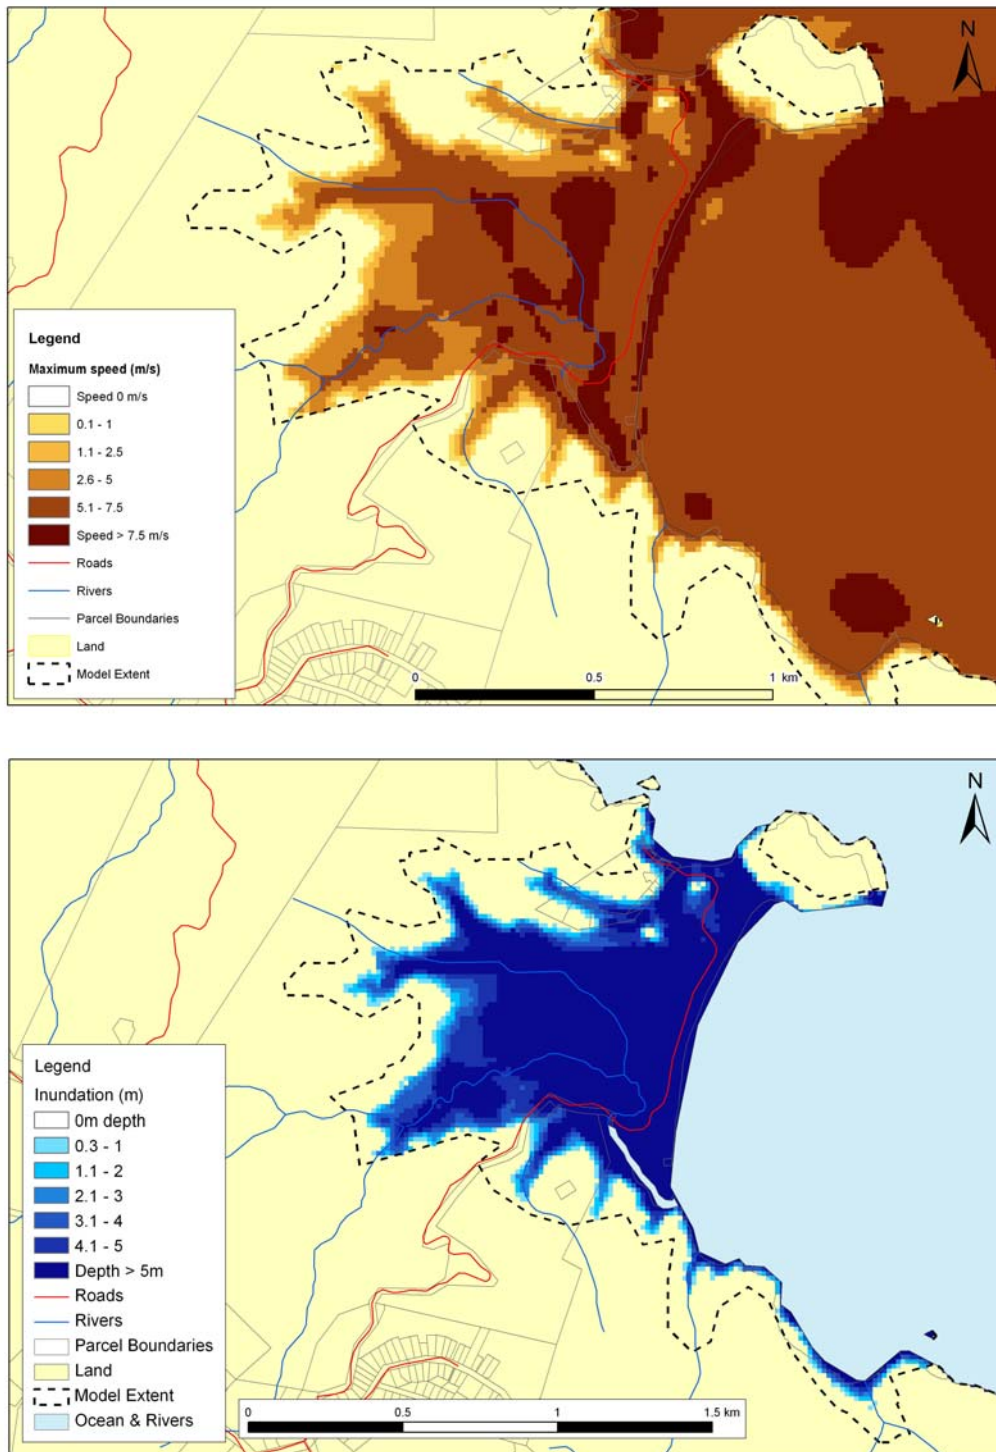 N
Legend
Maximum speed (m/s)
Speed 0 m/s
0.1 - 1
1.1 - 2.5
2.6 - 5
5.1 - 7.5
Speed > 7.5 m/s
Roads
Rivers
Parcel Boundaries
Land
Model Extent
0 0.5 1 km
N
Legend
Inundation (m)
0m depth
0.3 - 1
1.1 - 2
2.1 - 3
3.1 - 4
4.1 - 5
Depth > 5m
Roads
Rivers
Parcel Boundaries
Land
Model Extent
Ocean & Rivers
0 0.5 1 1.5 km